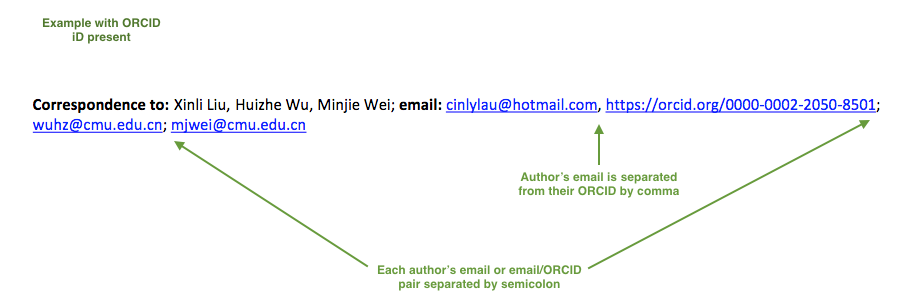 Example with ORCID
iD present
Correspondence to: Xinli Liu, Huizhe Wu, Minjie Wei; email: cinlylau@hotmail.com, https://orcid.org/0000-0002-2050-8501;
wuhz@cmu.edu.cn; mjwei@cmu.edu.cn
Author's email is separated
from their ORCID by comma
Each author's email or email/ORCID
pair separated by semicolon